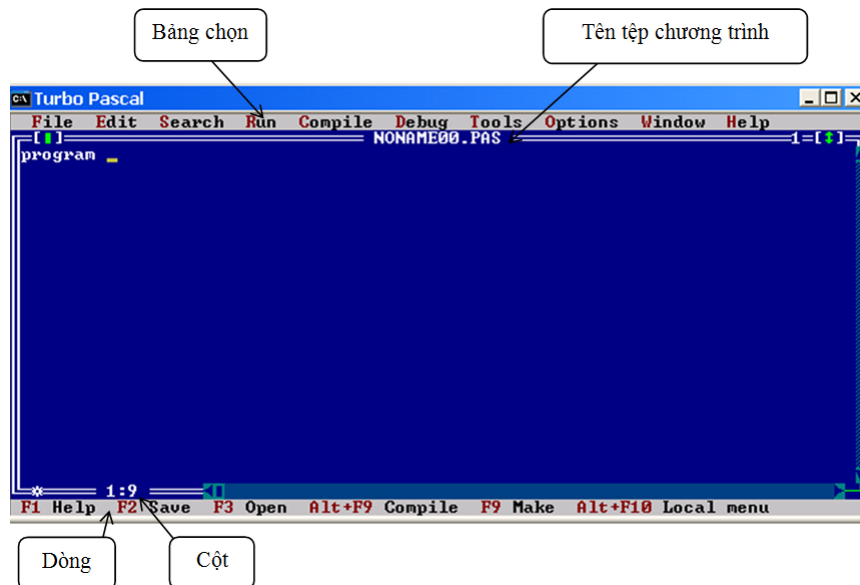 Bảng chọn
Tên tệp chương trình
C:\ Turbo Pascal
File Edit Search Run Compile Debug Tools Options Window Help
[■] NONAME00.PAS 1=[↕]
program _
1:9
F1 Help F2 Save F3 Open Alt+F9 Compile F9 Make Alt+F10 Local menu
Dòng
Cột